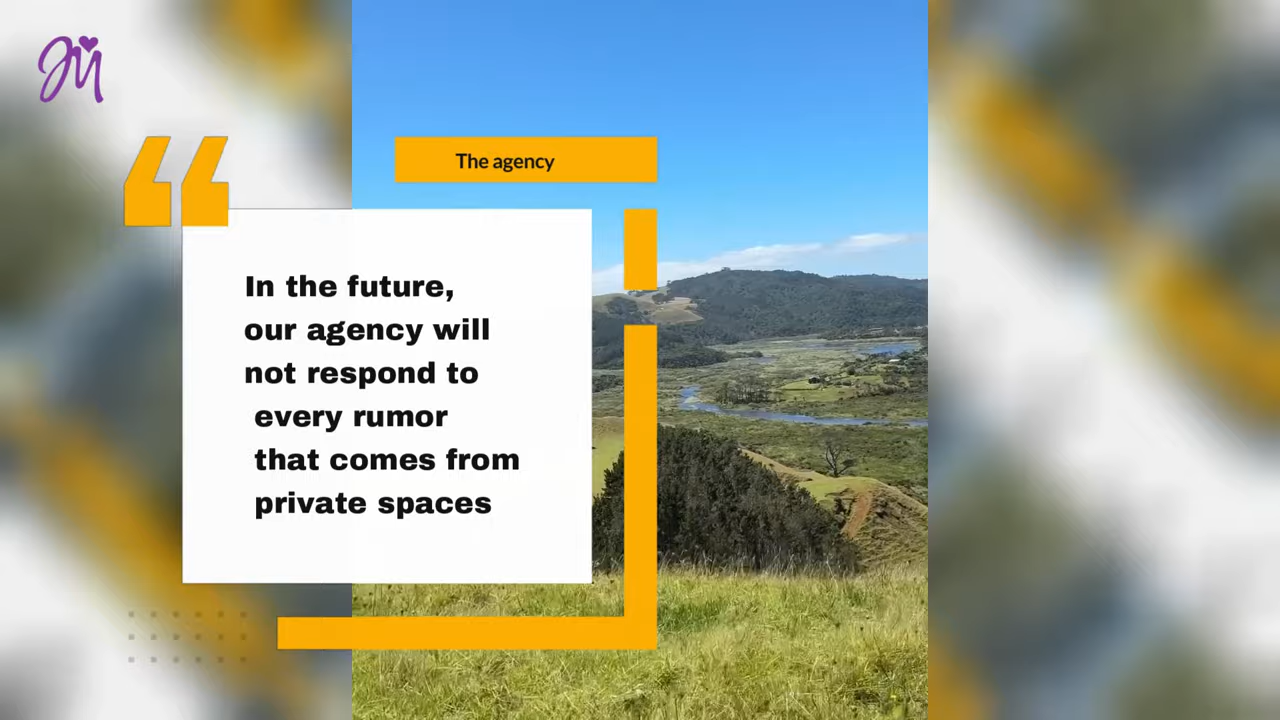 The agency
In the future,
our agency will
not respond to
every rumor
that comes from
private spaces